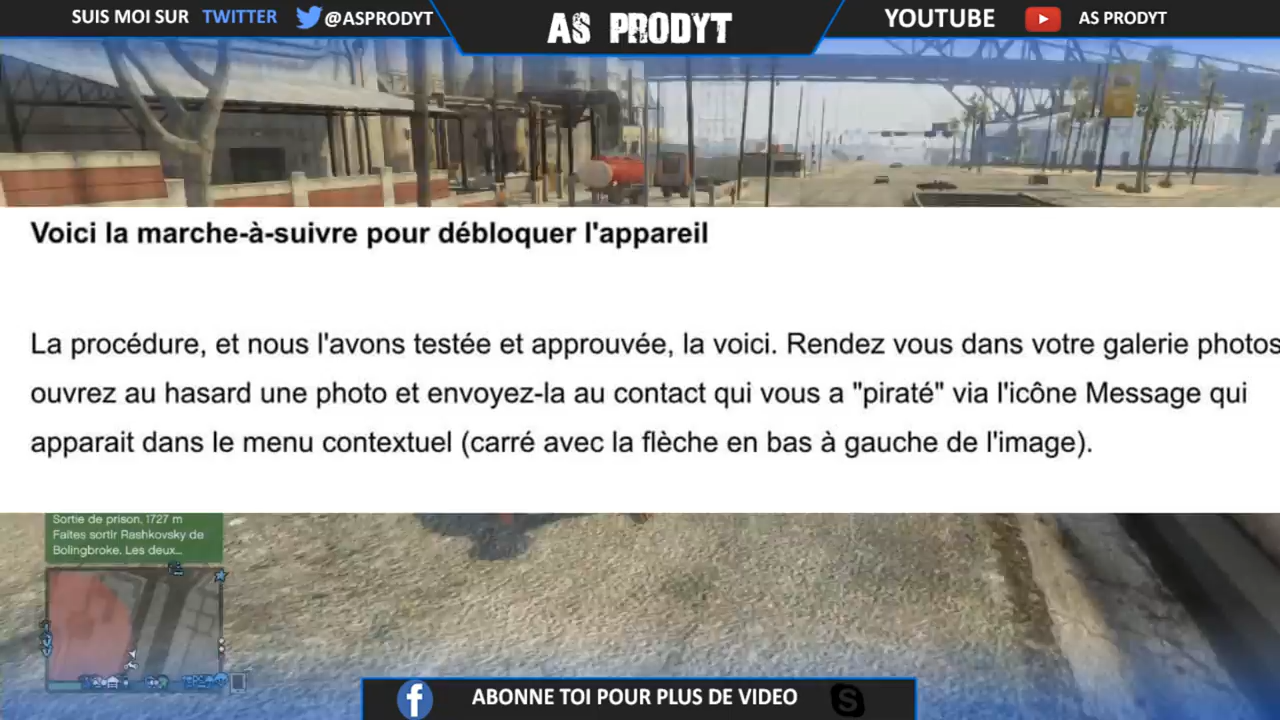 SUIS MOI SUR TWITTER @ASPRODYT
AS PRODYT
YOUTUBE AS PRODYT
Voici la marche-à-suivre pour débloquer l'appareil
La procédure, et nous l'avons testée et approuvée, la voici. Rendez vous dans votre galerie photos
ouvrez au hasard une photo et envoyez-la au contact qui vous a "piraté" via l'icône Message qui
apparait dans le menu contextuel (carré avec la flèche en bas à gauche de l'image).
Sortie de prison, 1727 m
Faites sortir Rashkovsky de
Bolingbroke. Les deux...
ABONNE TOI POUR PLUS DE VIDEO